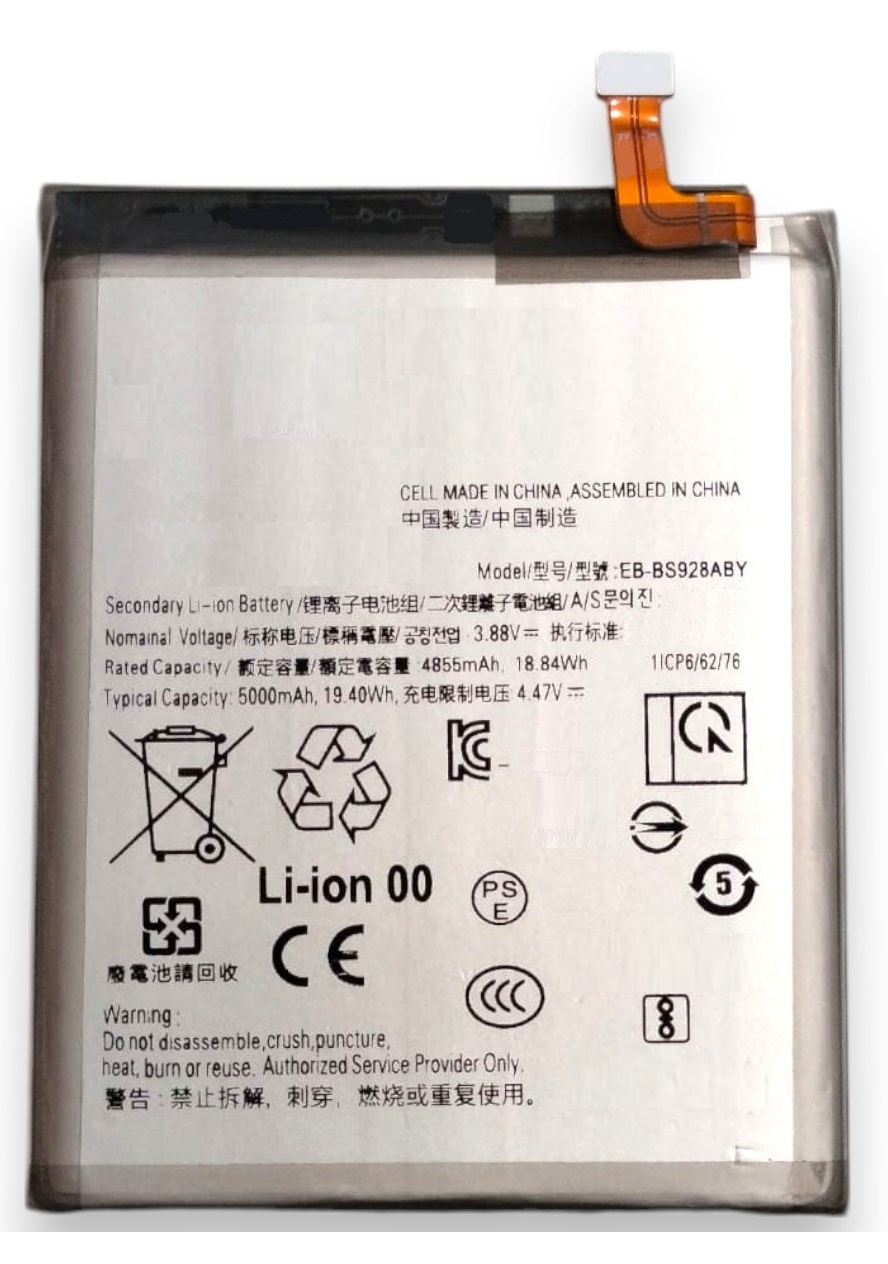 CELL MADE IN CHINA ,ASSEMBLED IN CHINA
中国製造/中国制造
Model/型号/型號:EB-BS928ABY
Secondary Li-ion Battery/锂离子电池组/二次鋰離子電池組/A/S문의진:
Nomainal Voltage/标称电压/標稱電壓/공칭전업 3.88V⎓ 执行标准:
Rated Capacity/额定容量/額定電容量 4855mAh, 18.84Wh 1ICP6/62/76
Typical Capacity: 5000mAh, 19.40Wh, 充电限制电压 4.47V⎓
Li-ion 00
PS
E
5
CE
廢電池請回收
Warning:
Do not disassemble,crush,puncture,
heat, burn or reuse. Authorized Service Provider Only.
警告:禁止拆解, 刺穿, 燃烧或重复使用。